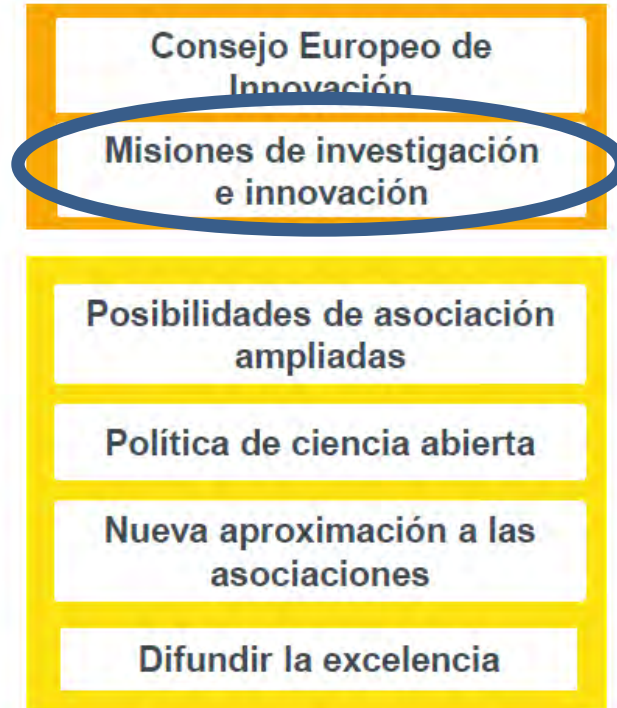 Consejo Europeo de
Innovación
Misiones de investigación
e innovación
Posibilidades de asociación
ampliadas
Política de ciencia abierta
Nueva aproximación a las
asociaciones
Difundir la excelencia